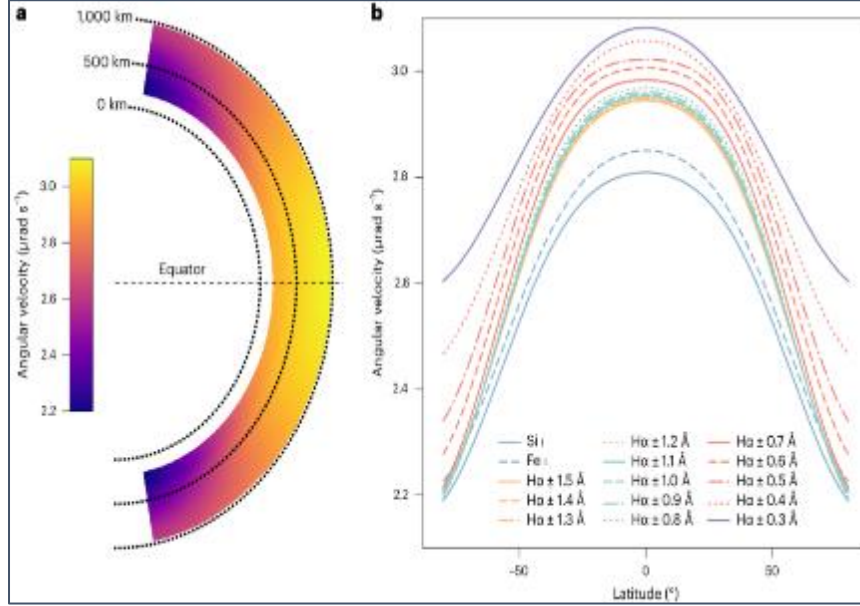 a
1,000 km
500 km
0 km
Angular velocity (µrad s⁻¹)
3.0
2.8
2.6
2.4
2.2
Equator
b
Angular velocity (µrad s⁻¹)
3.0
2.8
2.6
2.4
2.2
Si I
Fe I
Hα ± 1.5 Å
Hα ± 1.4 Å
Hα ± 1.3 Å
Hα ± 1.2 Å
Hα ± 1.1 Å
Hα ± 1.0 Å
Hα ± 0.9 Å
Hα ± 0.8 Å
Hα ± 0.7 Å
Hα ± 0.6 Å
Hα ± 0.5 Å
Hα ± 0.4 Å
Hα ± 0.3 Å
-50
0
50
Latitude (°)